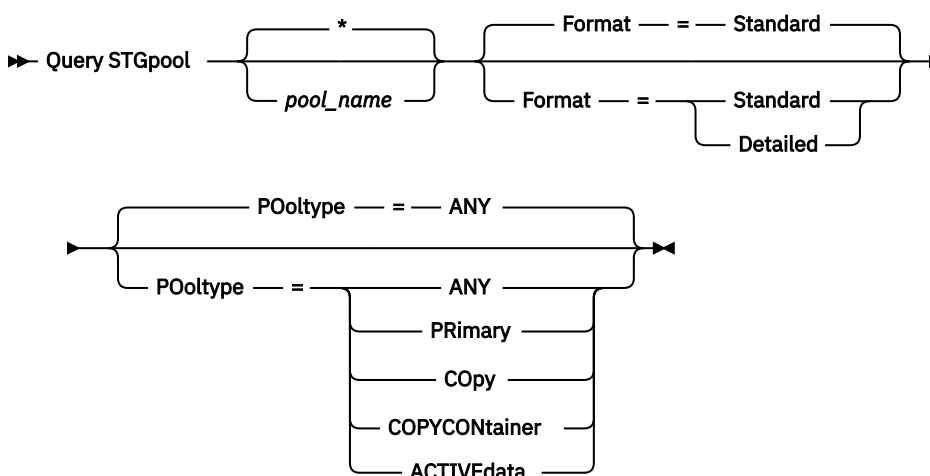 *
Format = Standard
Query STGpool
pool_name
Format = Standard
Detailed
POoltype = ANY
POoltype = ANY
PRimary
COpy
COPYCONtainer
ACTIVEdata